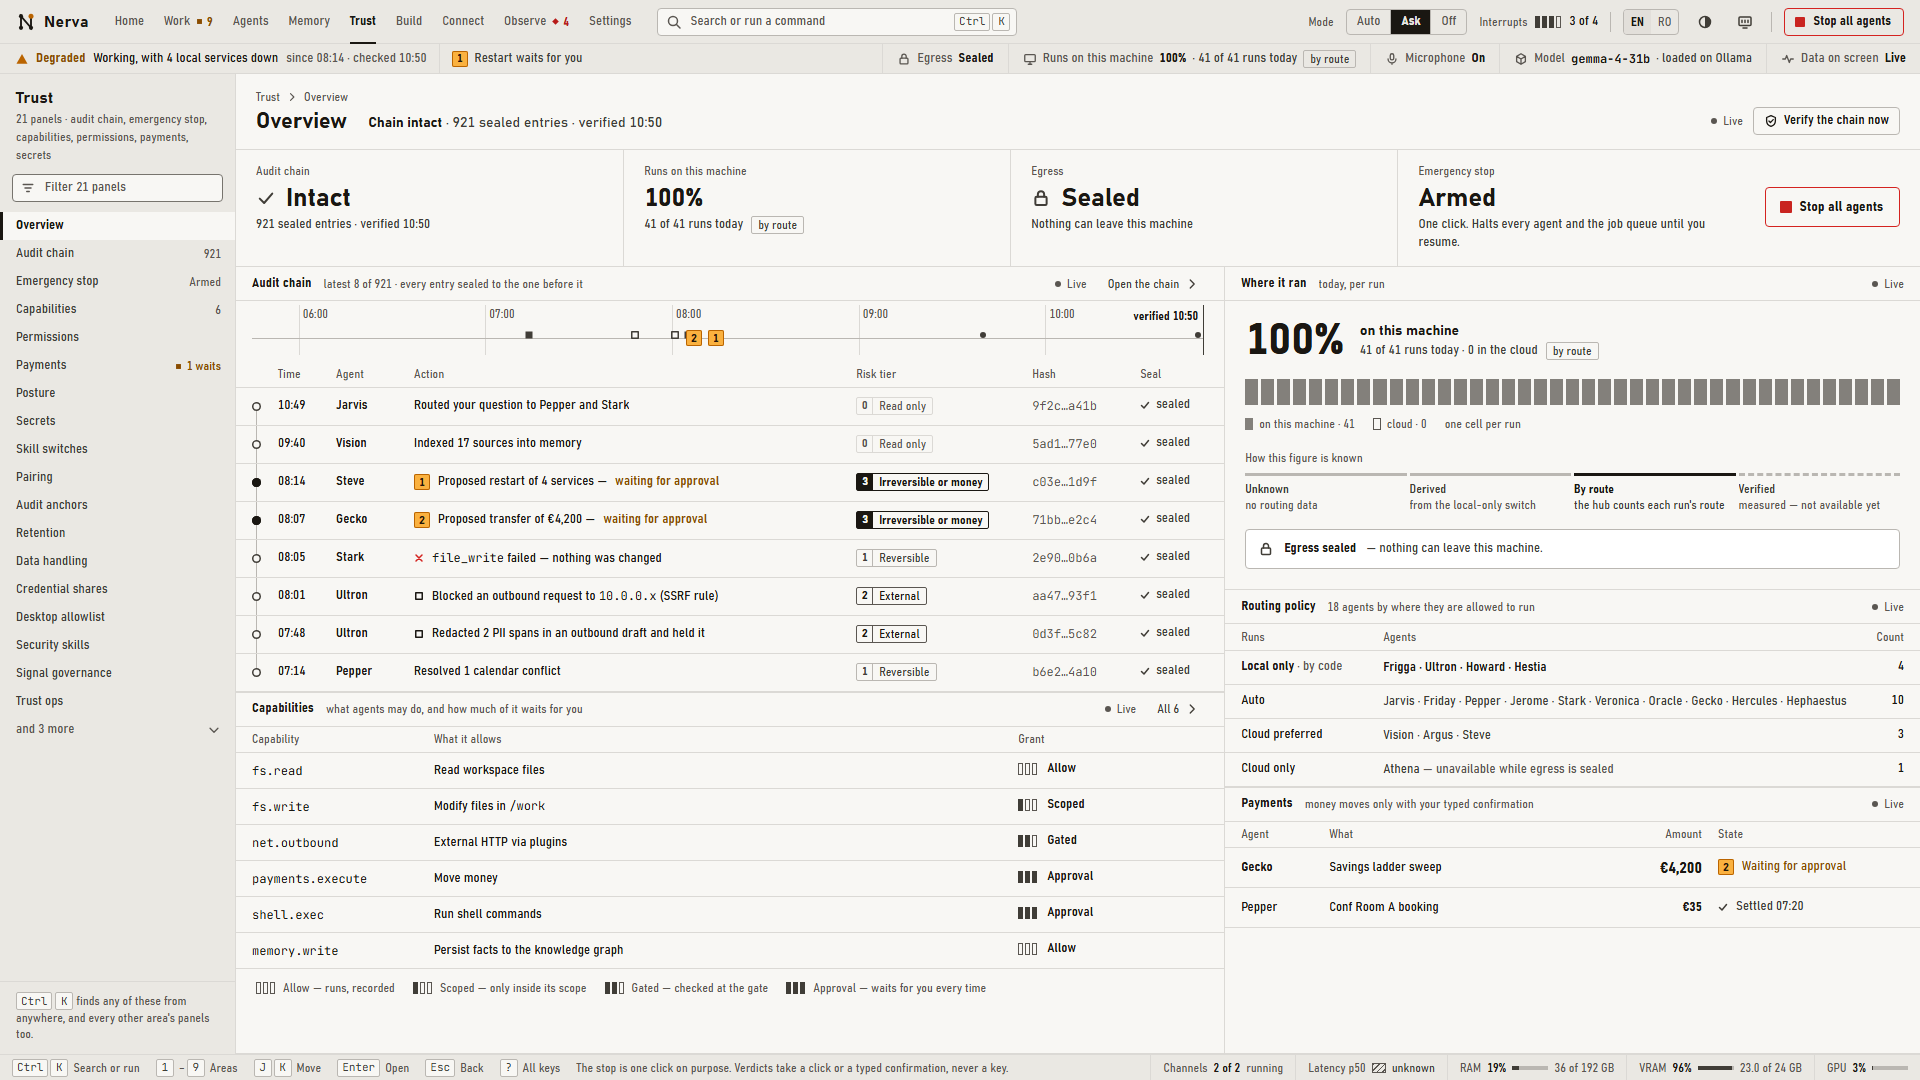 Nerva Home Work 9 Agents Memory Trust Build Connect Observe 4 Settings Search or run a command Ctrl K Mode Auto Ask Off Interrupts 3 of 4 EN RO Stop all agents
Degraded Working, with 4 local services down since 08:14 · checked 10:50 1 Restart waits for you Egress Sealed Runs on this machine 100% · 41 of 41 runs today by route Microphone On Model gemma-4-31b · loaded on Ollama Data on screen Live
Trust
21 panels · audit chain, emergency stop,
capabilities, permissions, payments,
secrets
Filter 21 panels
Overview
Audit chain 921
Emergency stop Armed
Capabilities 6
Permissions
Payments 1 waits
Posture
Secrets
Skill switches
Pairing
Audit anchors
Retention
Data handling
Credential shares
Desktop allowlist
Security skills
Signal governance
Trust ops
and 3 more
Ctrl K finds any of these from
anywhere, and every other area's panels
too.
Trust > Overview
Overview Chain intact · 921 sealed entries · verified 10:50 Live Verify the chain now
Audit chain
Intact
921 sealed entries · verified 10:50
Runs on this machine
100%
41 of 41 runs today by route
Egress
Sealed
Nothing can leave this machine
Emergency stop
Armed
One click. Halts every agent and the job queue until you
resume.
Stop all agents
Audit chain latest 8 of 921 · every entry sealed to the one before it Live Open the chain
06:00 07:00 08:00 09:00 10:00 verified 10:50
2 1
Time Agent Action Risk tier Hash Seal
10:49 Jarvis Routed your question to Pepper and Stark 0 Read only 9f2c…a41b sealed
09:40 Vision Indexed 17 sources into memory 0 Read only 5ad1…77e0 sealed
08:14 Steve 1 Proposed restart of 4 services — waiting for approval 3 Irreversible or money c03e…1d9f sealed
08:07 Gecko 2 Proposed transfer of €4,200 — waiting for approval 3 Irreversible or money 71bb…e2c4 sealed
08:05 Stark file_write failed — nothing was changed 1 Reversible 2e90…0b6a sealed
08:01 Ultron Blocked an outbound request to 10.0.0.x (SSRF rule) 2 External aa47…93f1 sealed
07:48 Ultron Redacted 2 PII spans in an outbound draft and held it 2 External 0d3f…5c82 sealed
07:14 Pepper Resolved 1 calendar conflict 1 Reversible b6e2…4a10 sealed
Capabilities what agents may do, and how much of it waits for you Live All 6
Capability What it allows Grant
fs.read Read workspace files Allow
fs.write Modify files in /work Scoped
net.outbound External HTTP via plugins Gated
payments.execute Move money Approval
shell.exec Run shell commands Approval
memory.write Persist facts to the knowledge graph Allow
Allow — runs, recorded Scoped — only inside its scope Gated — checked at the gate Approval — waits for you every time
Where it ran today, per run Live
100% on this machine
41 of 41 runs today · 0 in the cloud by route
on this machine · 41 cloud · 0 one cell per run
How this figure is known
Unknown Derived By route Verified
no routing data from the local-only switch the hub counts each run's route measured — not available yet
Egress sealed — nothing can leave this machine.
Routing policy 18 agents by where they are allowed to run Live
Runs Agents Count
Local only · by code Frigga · Ultron · Howard · Hestia 4
Auto Jarvis · Friday · Pepper · Jerome · Stark · Veronica · Oracle · Gecko · Hercules · Hephaestus 10
Cloud preferred Vision · Argus · Steve 3
Cloud only Athena — unavailable while egress is sealed 1
Payments money moves only with your typed confirmation Live
Agent What Amount State
Gecko Savings ladder sweep €4,200 2 Waiting for approval
Pepper Conf Room A booking €35 Settled 07:20
Ctrl K Search or run 1 – 9 Areas J K Move Enter Open Esc Back ? All keys The stop is one click on purpose. Verdicts take a click or a typed confirmation, never a key. Channels 2 of 2 running Latency p50 unknown RAM 19% 36 of 192 GB VRAM 96% 23.0 of 24 GB GPU 3%